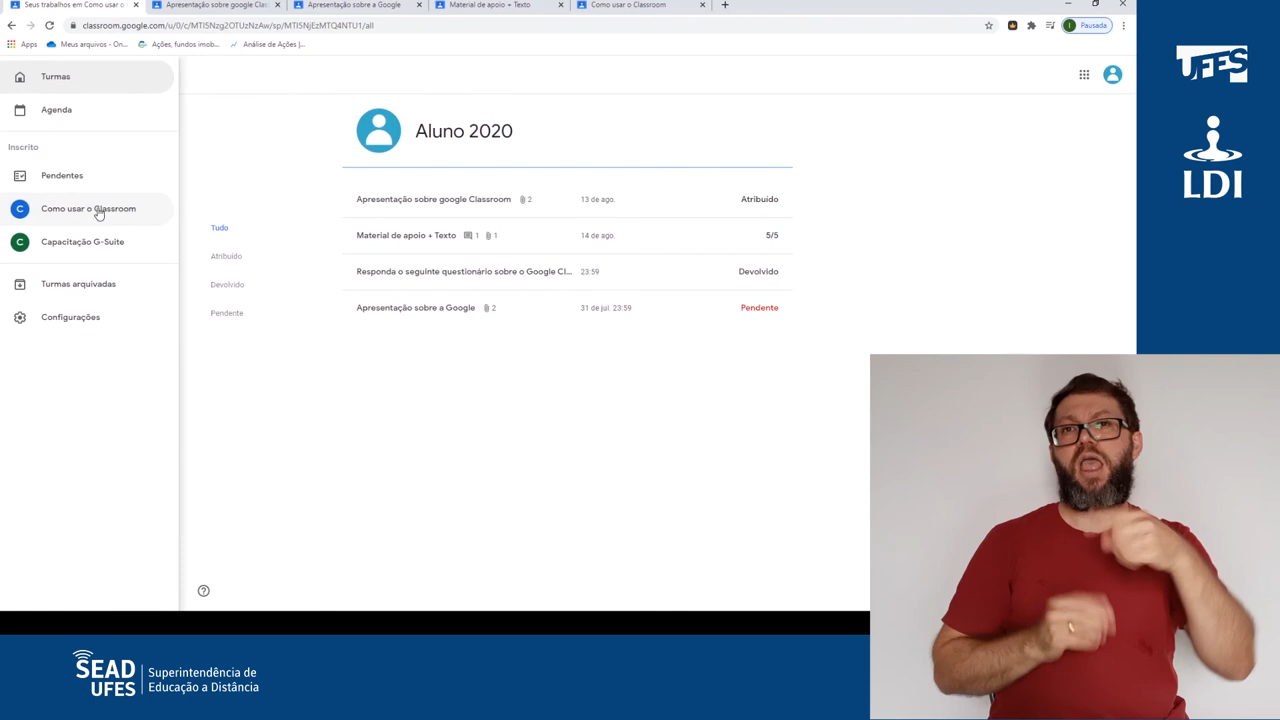 Seus trabalhos em Como usar o
Apresentação sobre google Clas
Apresentação sobre a Google
Material de apoio + Texto
Como usar o Classroom
classroom.google.com/u/0/c/MTI5Nzg2OTUzNzAw/sp/MTI5NjEzMTQ4NTU1/all
Pausada
Apps
Meus arquivos - On...
Ações, fundos imob...
Análise de Ações |...
Turmas
Agenda
Inscrito
Pendentes
C Como usar o Classroom
C Capacitação G-Suite
Turmas arquivadas
Configurações
Aluno 2020
Tudo
Atribuído
Devolvido
Pendente
Apresentação sobre google Classroom 2 13 de ago. Atribuído
Material de apoio + Texto 1 1 14 de ago. 5/5
Responda o seguinte questionário sobre o Google Cl... 23:59 Devolvido
Apresentação sobre a Google 2 31 de jul. 23:59 Pendente
UFES
LDI
SEAD
UFES
Superintendência de
Educação a Distância